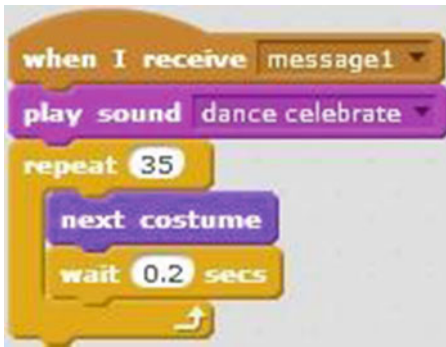 when I receive message1
play sound dance celebrate
repeat 35
next costume
wait 0.2 secs